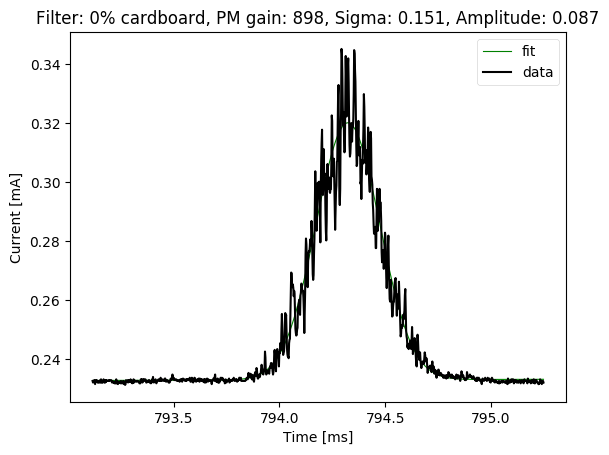 Filter: 0% cardboard, PM gain: 898, Sigma: 0.151, Amplitude: 0.087
fit
data
0.34
0.32
0.30
0.28
0.26
0.24
Current [mA]
793.5
794.0
794.5
795.0
Time [ms]